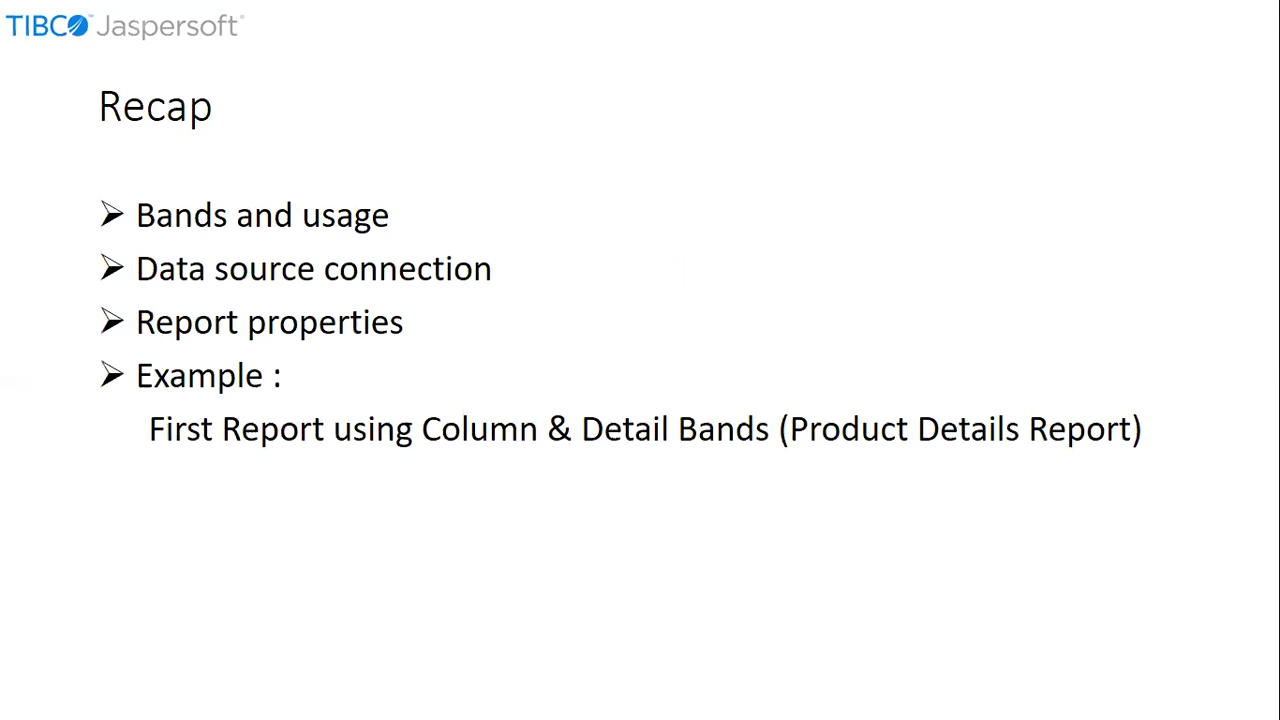 TIBCO Jaspersoft
Recap
Bands and usage
Data source connection
Report properties
Example :
First Report using Column & Detail Bands (Product Details Report)